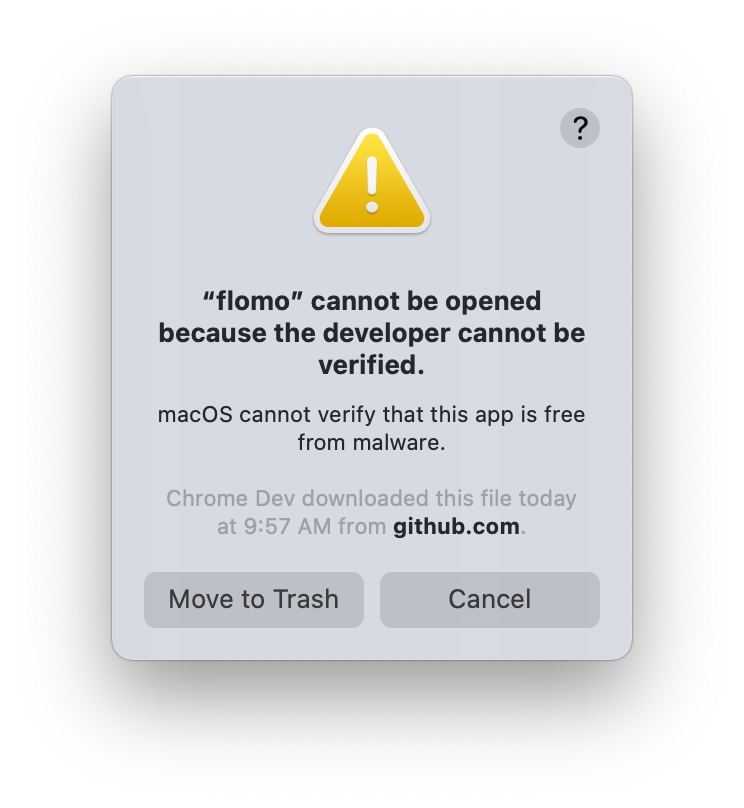 ?
“flomo” cannot be opened
because the developer cannot be
verified.
macOS cannot verify that this app is free
from malware.
Chrome Dev downloaded this file today
at 9:57 AM from github.com.
Move to Trash
Cancel